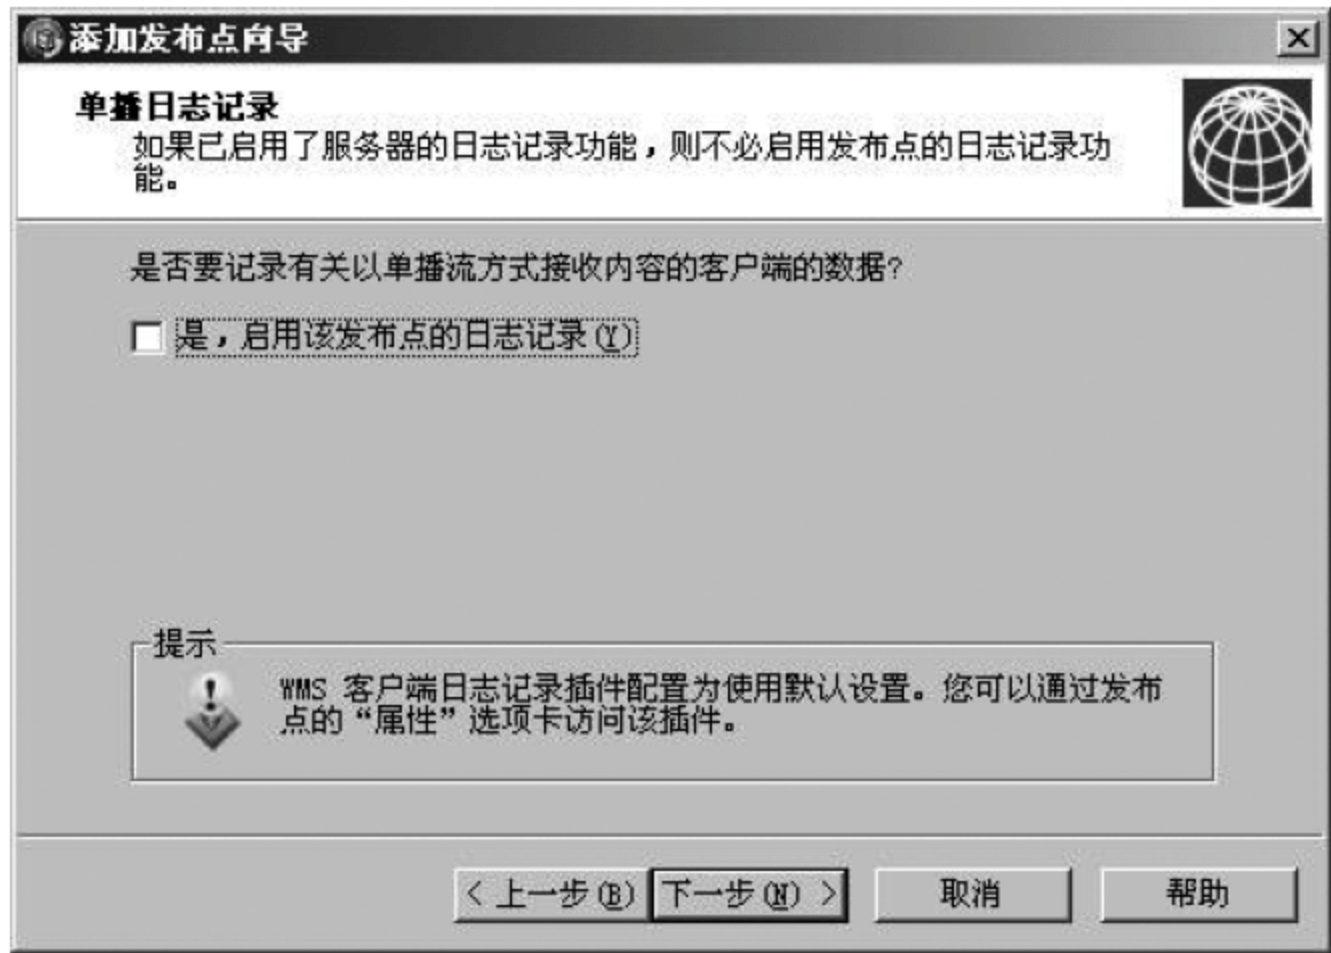 添加发布点向导
单播日志记录
如果已启用了服务器的日志记录功能，则不必启用发布点的日志记录功
能。
是否要记录有关以单播流方式接收内容的客户端的数据?
是，启用该发布点的日志记录(Y)
提示
WMS 客户端日志记录插件配置为使用默认设置。您可以通过发布
点的“属性”选项卡访问该插件。
< 上一步(B) 下一步(N) > 取消 帮助